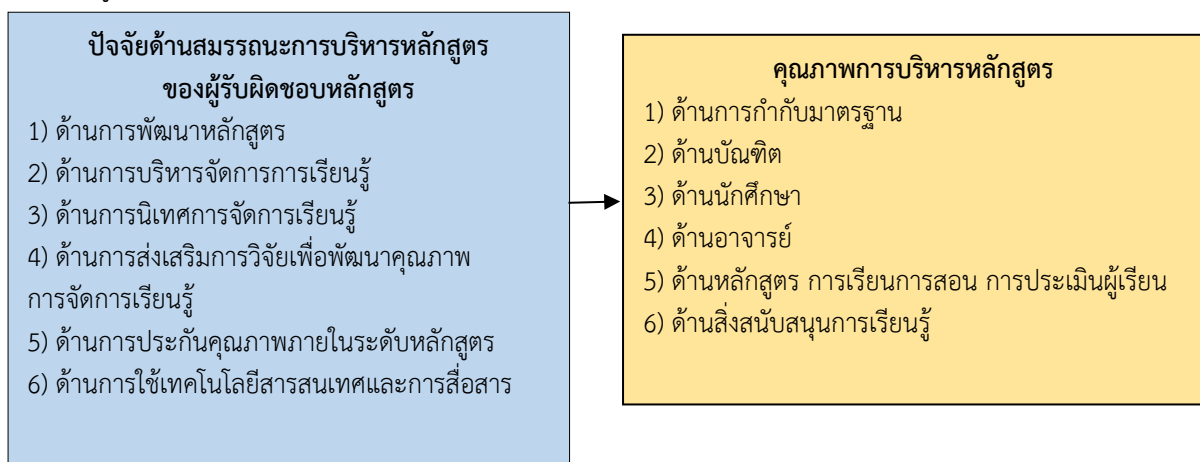 ปัจจัยด้านสมรรถนะการบริหารหลักสูตร
ของผู้รับผิดชอบหลักสูตร
1) ด้านการพัฒนาหลักสูตร
2) ด้านการบริหารจัดการการเรียนรู้
3) ด้านการนิเทศการจัดการเรียนรู้
4) ด้านการส่งเสริมการวิจัยเพื่อพัฒนาคุณภาพ
การจัดการเรียนรู้
5) ด้านการประกันคุณภาพภายในระดับหลักสูตร
6) ด้านการใช้เทคโนโลยีสารสนเทศและการสื่อสาร
คุณภาพการบริหารหลักสูตร
1) ด้านการกำกับมาตรฐาน
2) ด้านบัณฑิต
3) ด้านนักศึกษา
4) ด้านอาจารย์
5) ด้านหลักสูตร การเรียนการสอน การประเมินผู้เรียน
6) ด้านสิ่งสนับสนุนการเรียนรู้